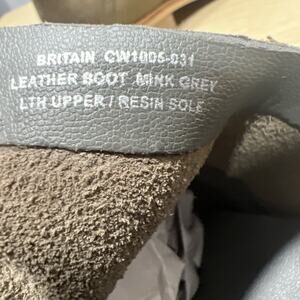 BRITAIN CW1005-031
LEATHER BOOT MINK GREY
LTH UPPER / RESIN SOLE